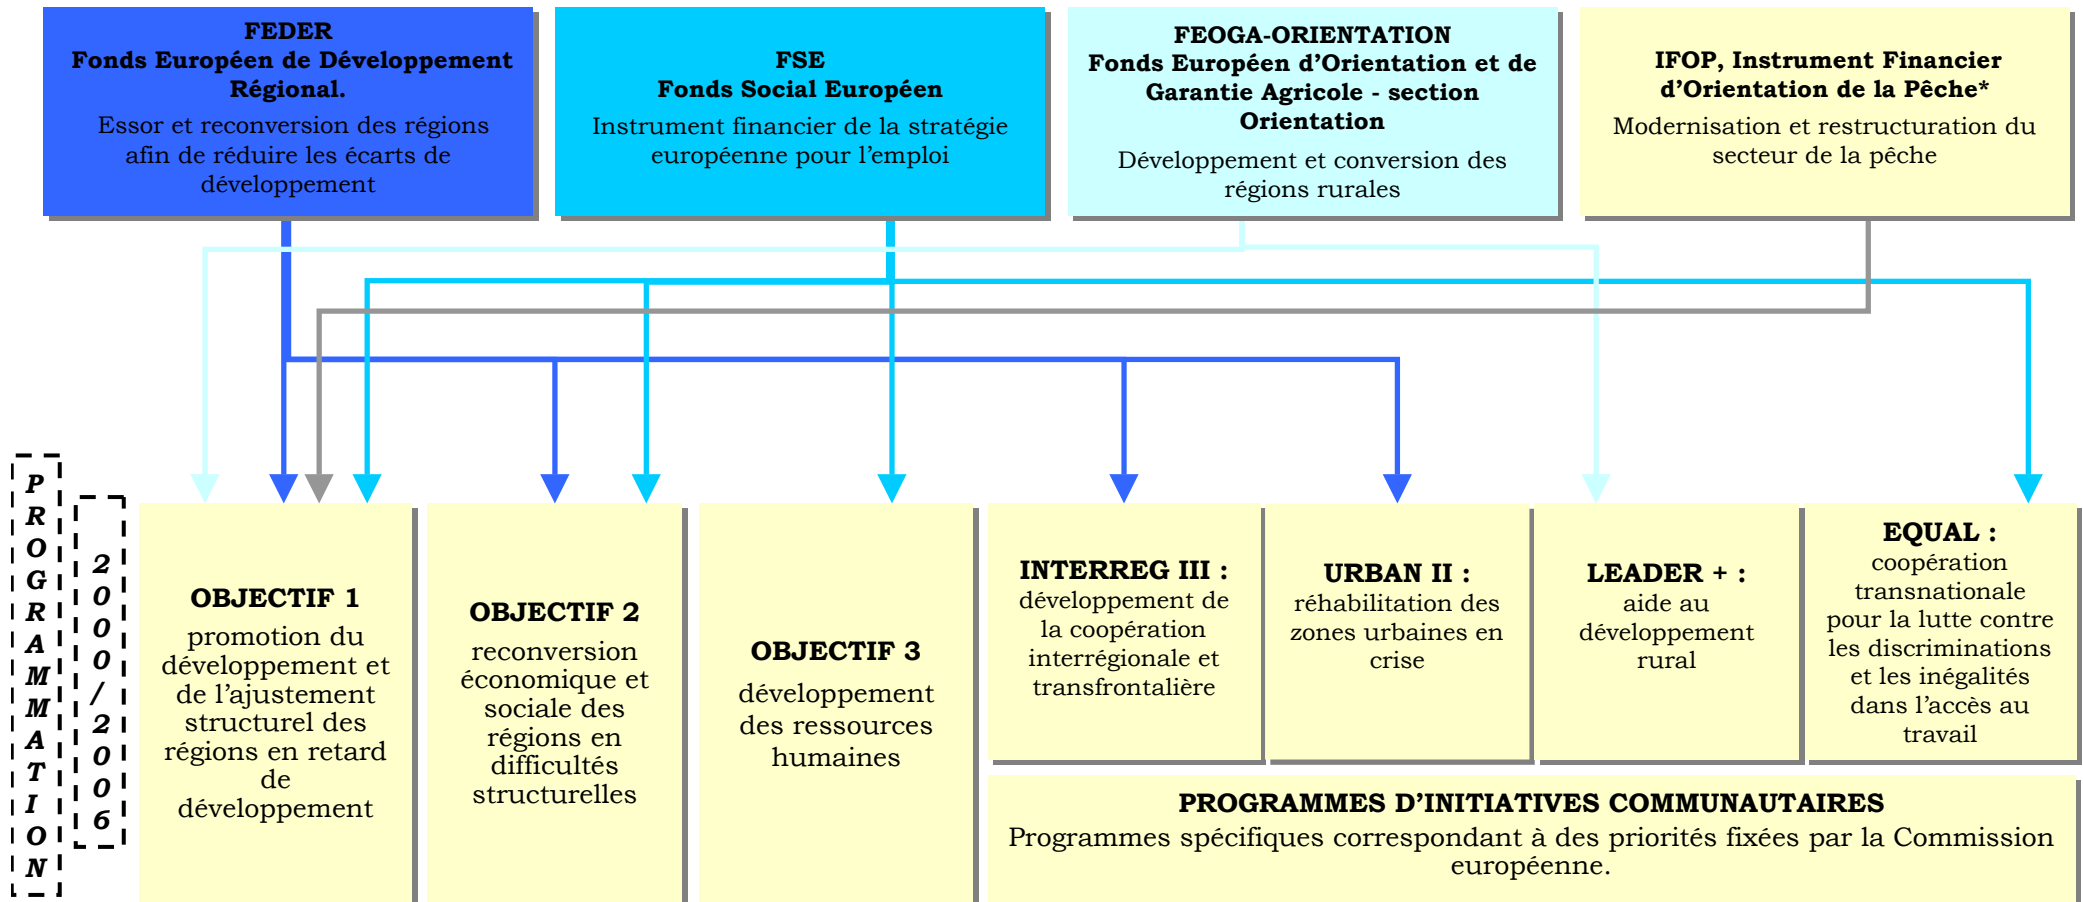 FEDER
Fonds Européen de Développement
Régional.
Essor et reconversion des régions
afin de réduire les écarts de
développement
FSE
Fonds Social Européen
Instrument financier de la stratégie
européenne pour l’emploi
FEOGA-ORIENTATION
Fonds Européen d’Orientation et de
Garantie Agricole - section
Orientation
Développement et conversion des
régions rurales
IFOP, Instrument Financier
d’Orientation de la Pêche*
Modernisation et restructuration du
secteur de la pêche
PROGRAMMATION
2000/2006
OBJECTIF 1
promotion du
développement et
de l’ajustement
structurel des
régions en retard
de
développement
OBJECTIF 2
reconversion
économique et
sociale des
régions en
difficultés
structurelles
OBJECTIF 3
développement
des ressources
humaines
INTERREG III :
développement de
la coopération
interrégionale et
transfrontalière
URBAN II :
réhabilitation des
zones urbaines en
crise
LEADER + :
aide au
développement
rural
EQUAL :
coopération
transnationale
pour la lutte contre
les discriminations
et les inégalités
dans l’accès au
travail
PROGRAMMES D’INITIATIVES COMMUNAUTAIRES
Programmes spécifiques correspondant à des priorités fixées par la Commission
européenne.